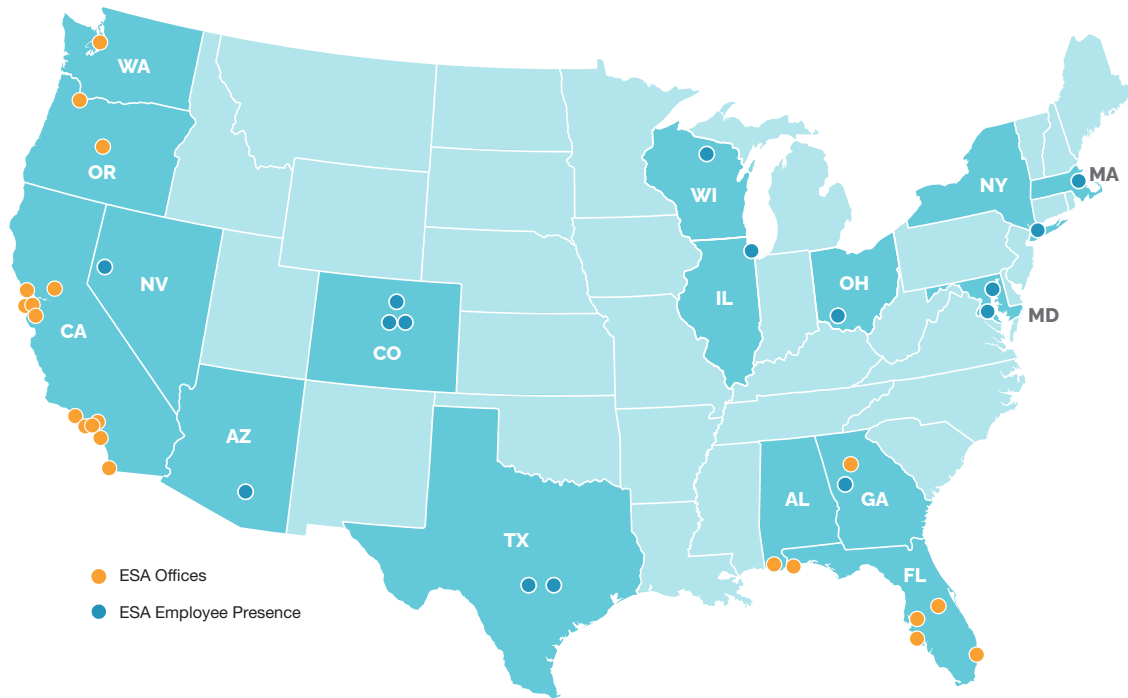 WA
OR
NV
CA
CO
AZ
TX
WI
IL
OH
NY
MA
MD
AL
GA
FL
ESA Offices
ESA Employee Presence